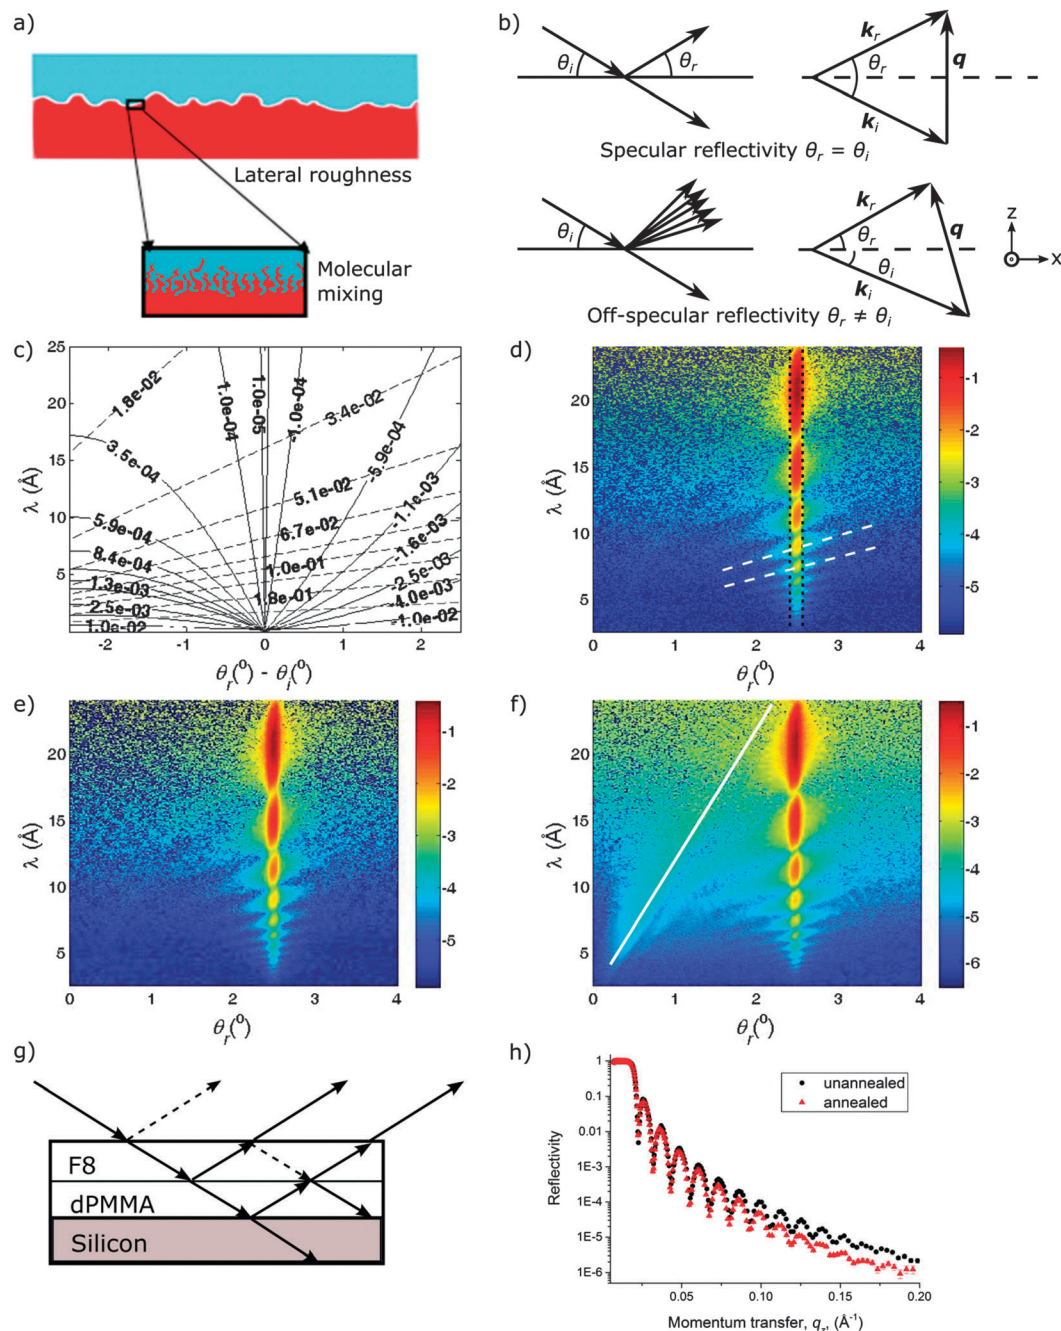 a)
Lateral roughness
Molecular
mixing
b)
θi
θr
kr
θr
q
ki
Specular reflectivity θr = θi
θi
kr
θr
q
θi
ki
z
x
Off-specular reflectivity θr ≠ θi
c)
25
20
15
10
5
λ (Å)
1.8e-02
1.0e-04
1.0e-05
-1.0e-04
3.4e-02
3.5e-04
-5.9e-04
5.1e-02
-1.1e-03
5.9e-04
6.7e-02
-1.6e-03
8.4e-04
1.0e-01
-2.5e-03
1.3e-03
1.8e-01
-4.0e-03
2.5e-03
-1.0e-02
1.0e-02
-2 -1 0 1 2
θr(°) - θi(°)
d)
20
15
10
5
λ (Å)
0 1 2 3 4
θr(°)
-1
-2
-3
-4
-5
e)
20
15
10
5
λ (Å)
0 1 2 3 4
θr(°)
-1
-2
-3
-4
-5
f)
20
15
10
5
λ (Å)
0 1 2 3 4
θr(°)
-1
-2
-3
-4
-5
-6
g)
F8
dPMMA
Silicon
h)
1
0.1
0.01
1E-3
1E-4
1E-5
1E-6
Reflectivity
unannealed
annealed
0.05 0.10 0.15 0.20
Momentum transfer, qz, (Å-1)